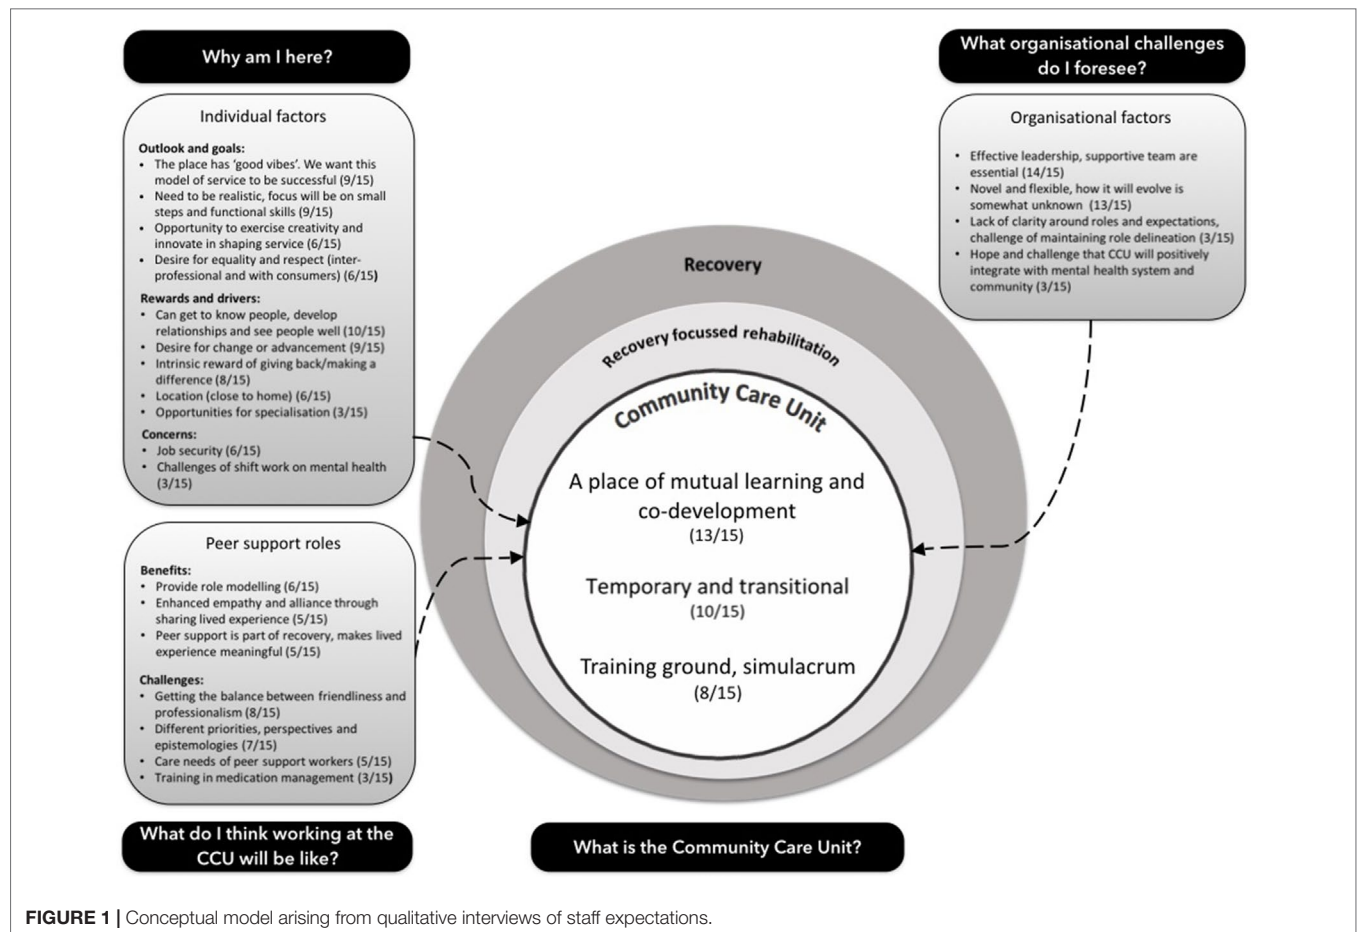 Why am I here?
Individual factors
Outlook and goals:
• The place has ‘good vibes’. We want this
model of service to be successful (9/15)
• Need to be realistic, focus will be on small
steps and functional skills (9/15)
• Opportunity to exercise creativity and
innovate in shaping service (6/15)
• Desire for equality and respect (inter-
professional and with consumers) (6/15)
Rewards and drivers:
• Can get to know people, develop
relationships and see people well (10/15)
• Desire for change or advancement (9/15)
• Intrinsic reward of giving back/making a
difference (8/15)
• Location (close to home) (6/15)
• Opportunities for specialisation (3/15)
Concerns:
• Job security (6/15)
• Challenges of shift work on mental health
(3/15)
Peer support roles
Benefits:
• Provide role modelling (6/15)
• Enhanced empathy and alliance through
sharing lived experience (5/15)
• Peer support is part of recovery, makes lived
experience meaningful (5/15)
Challenges:
• Getting the balance between friendliness and
professionalism (8/15)
• Different priorities, perspectives and
epistemologies (7/15)
• Care needs of peer support workers (5/15)
• Training in medication management (3/15)
What do I think working at the
CCU will be like?
Recovery
Recovery focussed rehabilitation
Community Care Unit
A place of mutual learning and
co-development
(13/15)
Temporary and transitional
(10/15)
Training ground, simulacrum
(8/15)
What is the Community Care Unit?
What organisational challenges
do I foresee?
Organisational factors
• Effective leadership, supportive team are
essential (14/15)
• Novel and flexible, how it will evolve is
somewhat unknown (13/15)
• Lack of clarity around roles and expectations,
challenge of maintaining role delineation (3/15)
• Hope and challenge that CCU will positively
integrate with mental health system and
community (3/15)
FIGURE 1 | Conceptual model arising from qualitative interviews of staff expectations.